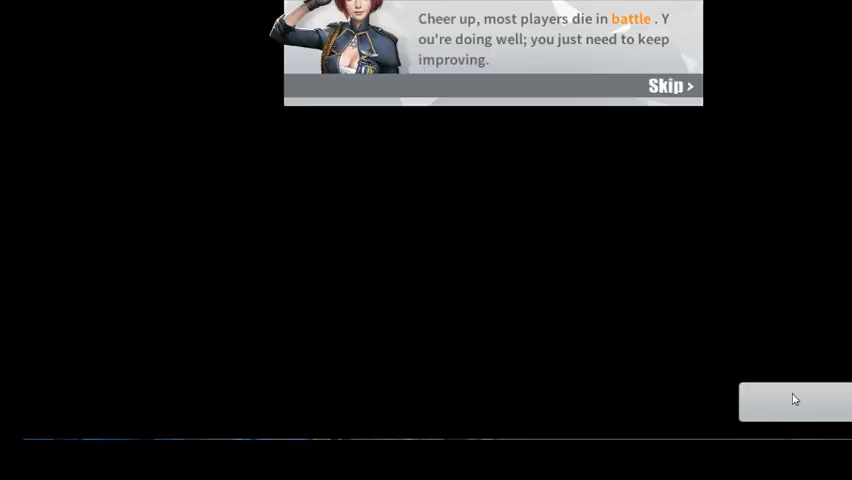 Cheer up, most players die in battle . Y
ou're doing well; you just need to keep
improving.
Skip >